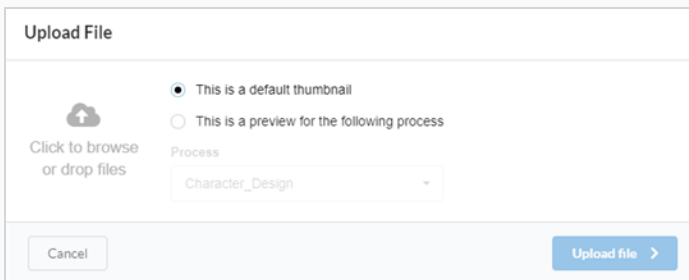 Upload File
This is a default thumbnail
This is a preview for the following process
Click to browse
or drop files
Process
Character_Design
Cancel
Upload file